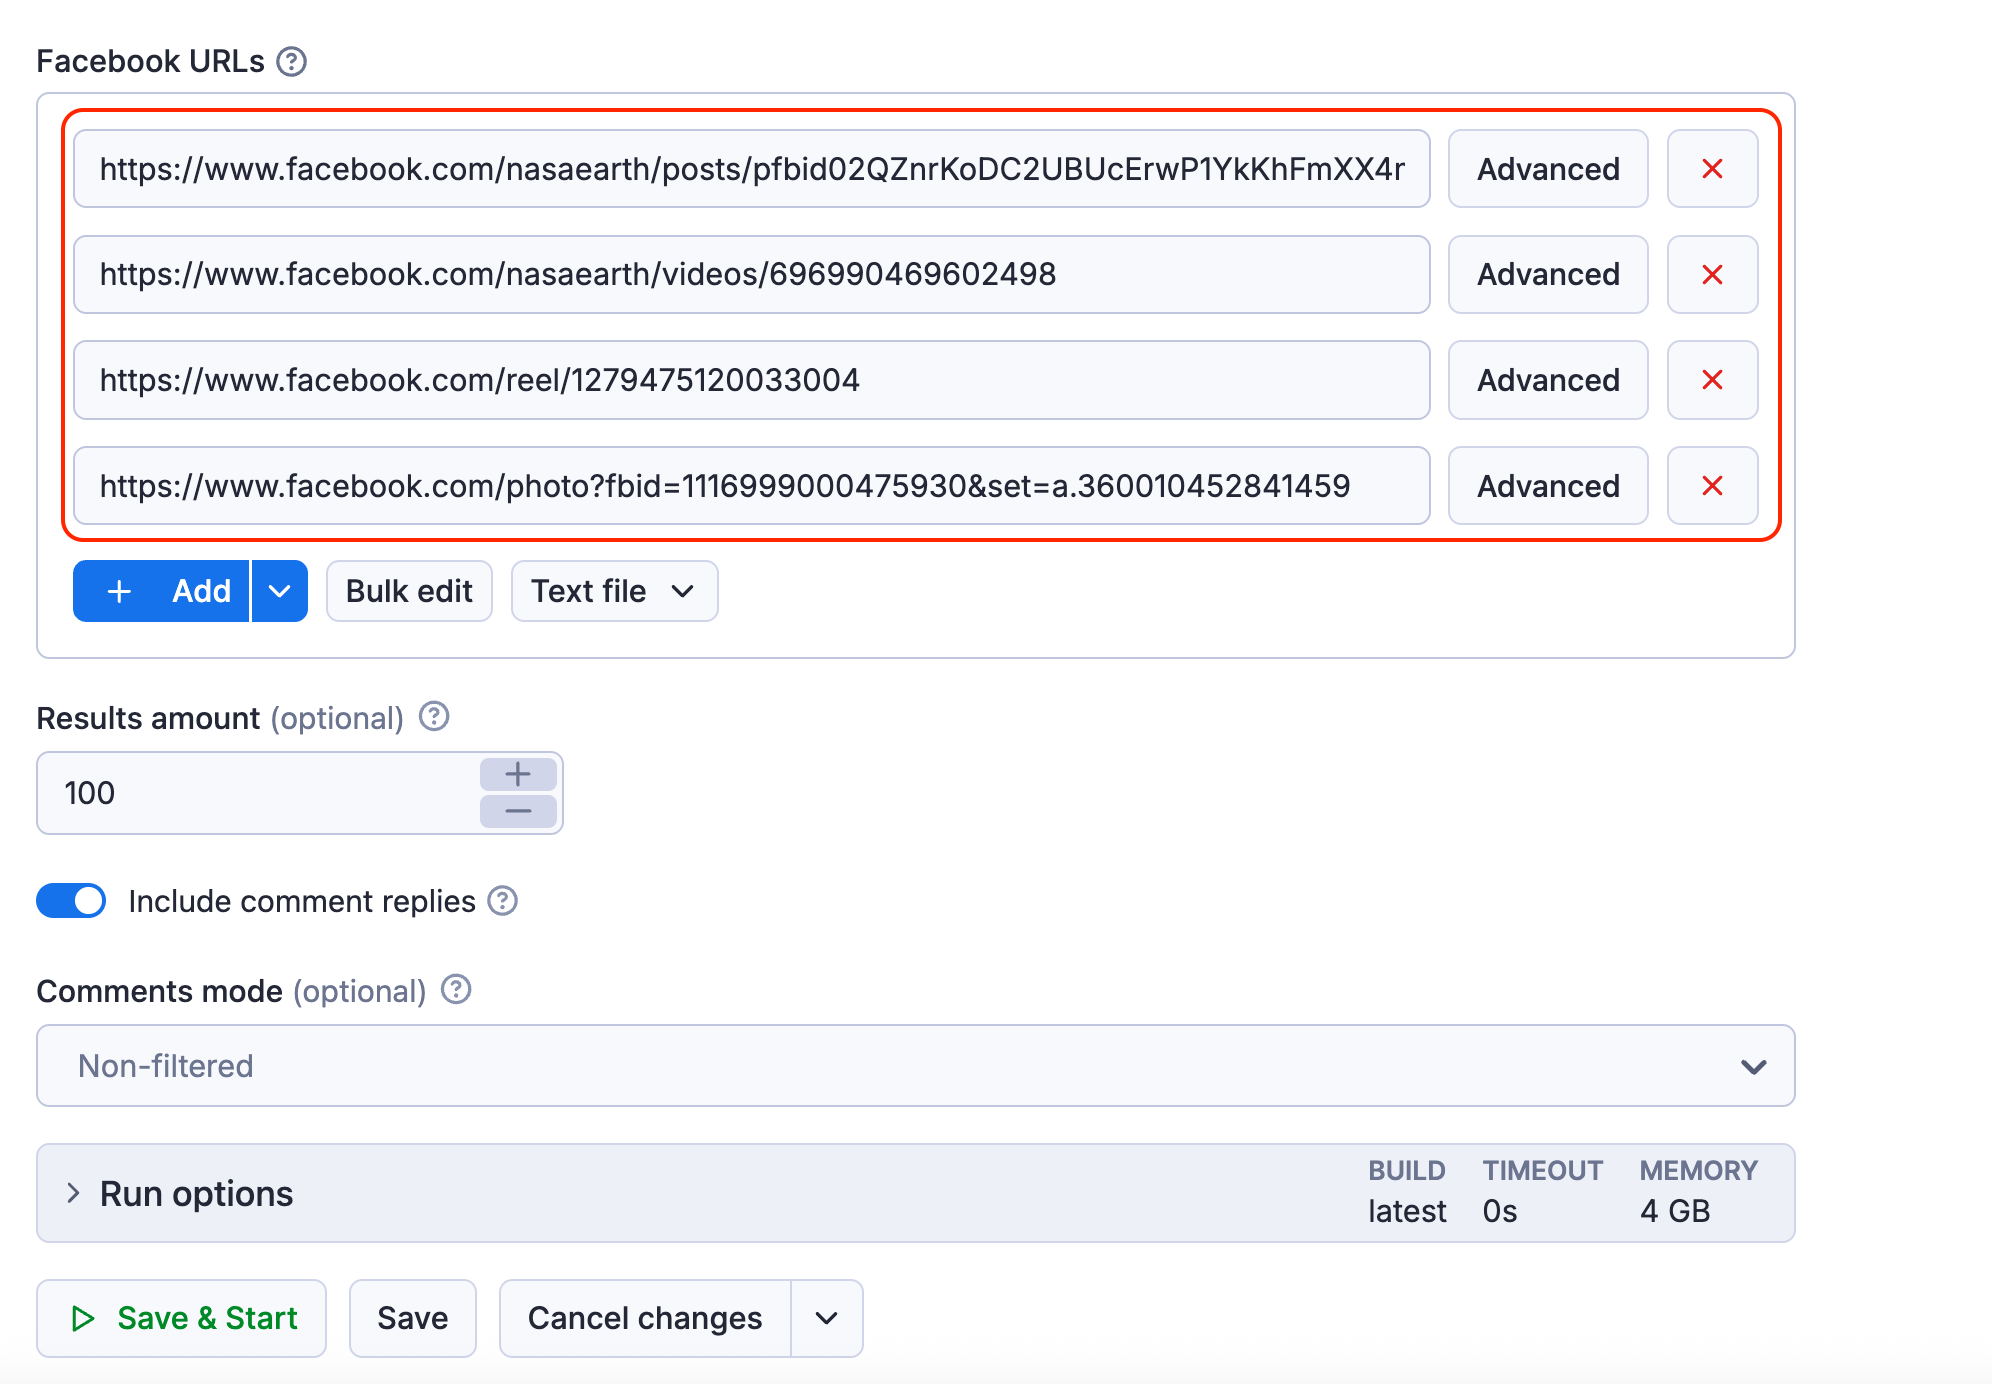 Facebook URLs
https://www.facebook.com/nasaearth/posts/pfbid02QZnrKoDC2UBUcErwP1YkKhFmXX4r Advanced
https://www.facebook.com/nasaearth/videos/696990469602498 Advanced
https://www.facebook.com/reel/1279475120033004 Advanced
https://www.facebook.com/photo?fbid=1116999000475930&set=a.360010452841459 Advanced
+ Add Bulk edit Text file
Results amount (optional)
100
Include comment replies
Comments mode (optional)
Non-filtered
Run options
BUILD TIMEOUT MEMORY
latest 0s 4 GB
Save & Start Save Cancel changes